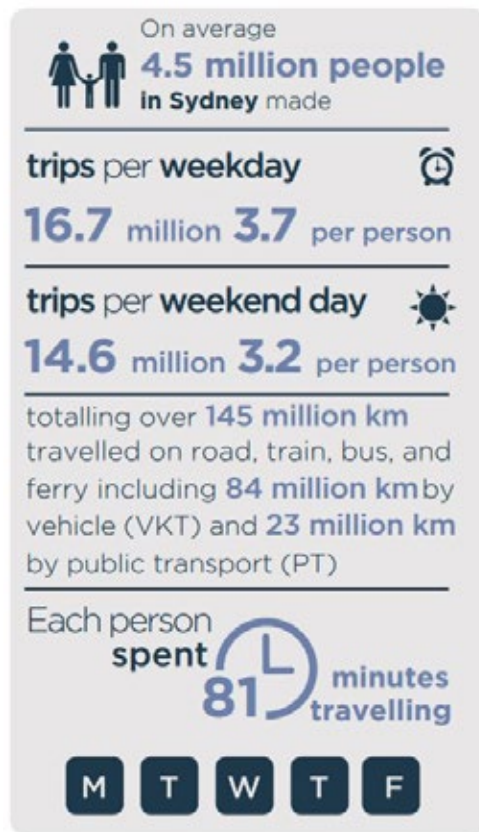 On average
4.5 million people
in Sydney made
trips per weekday
16.7 million 3.7 per person
trips per weekend day
14.6 million 3.2 per person
totalling over 145 million km
travelled on road, train, bus, and
ferry including 84 million km by
vehicle (VKT) and 23 million km
by public transport (PT)
Each person
spent
81 minutes
travelling
M T W T F